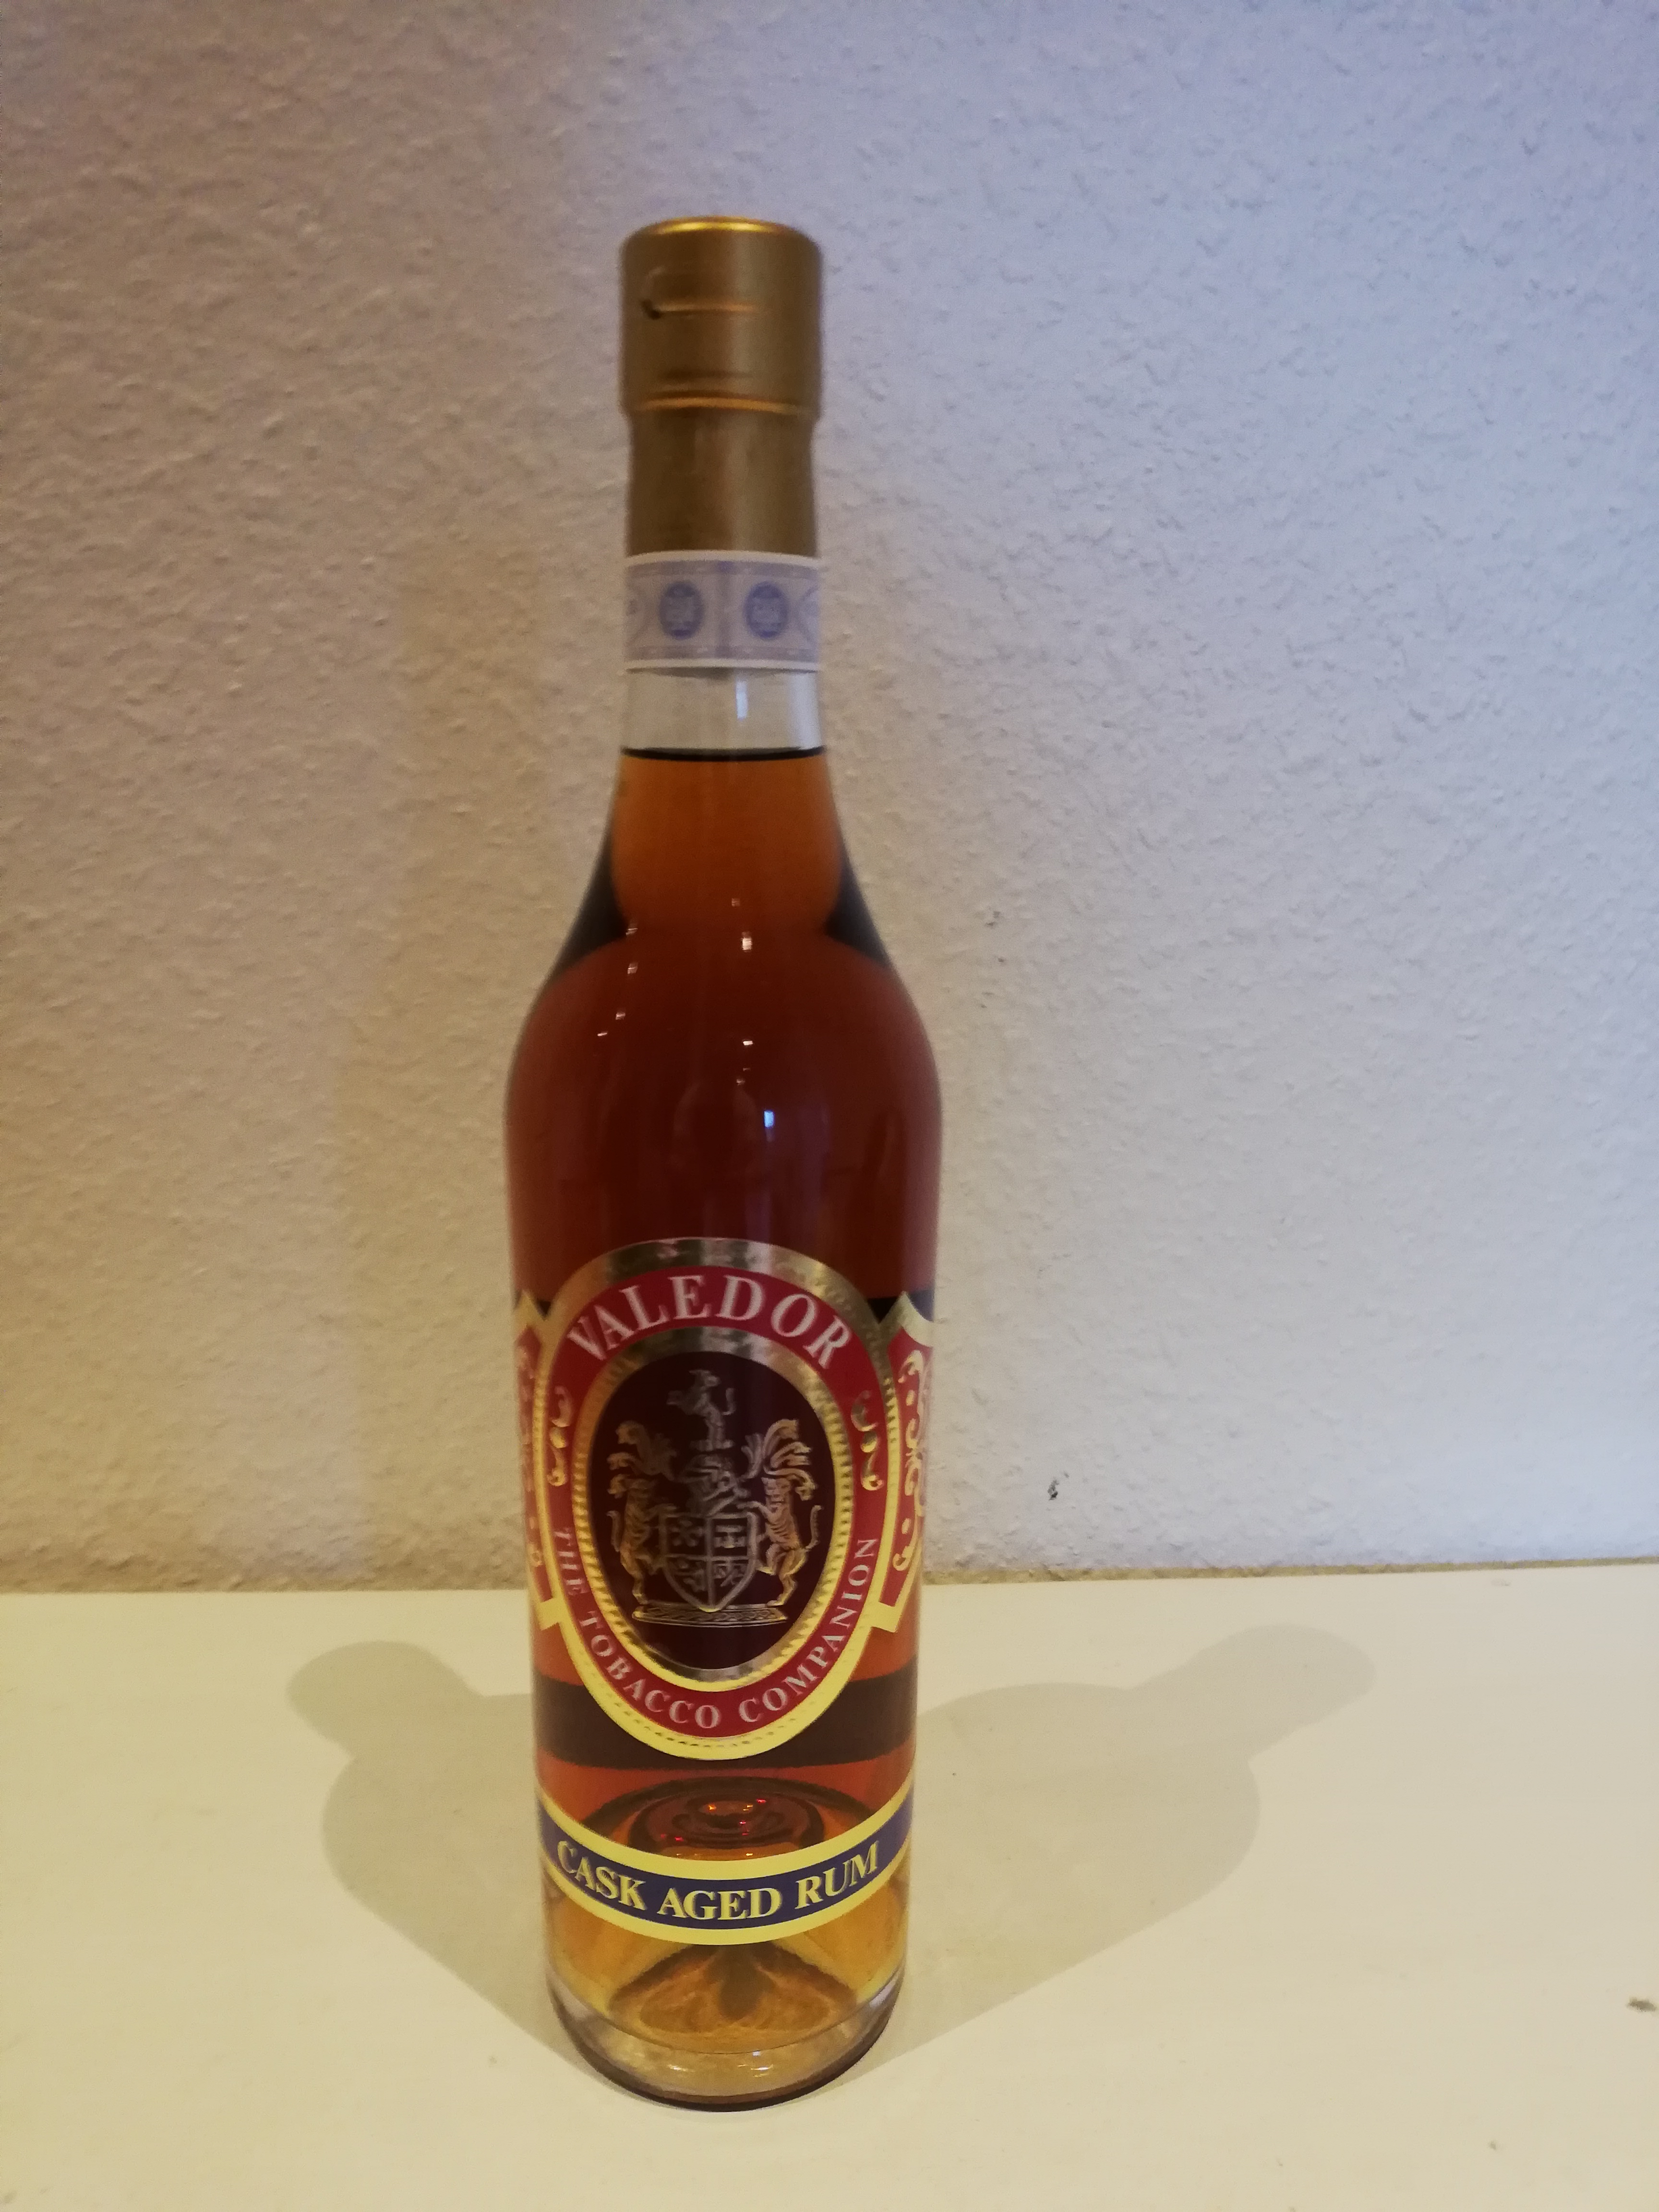 VALEDOR
THE TOBACCO COMPANION
CASK AGED RUM